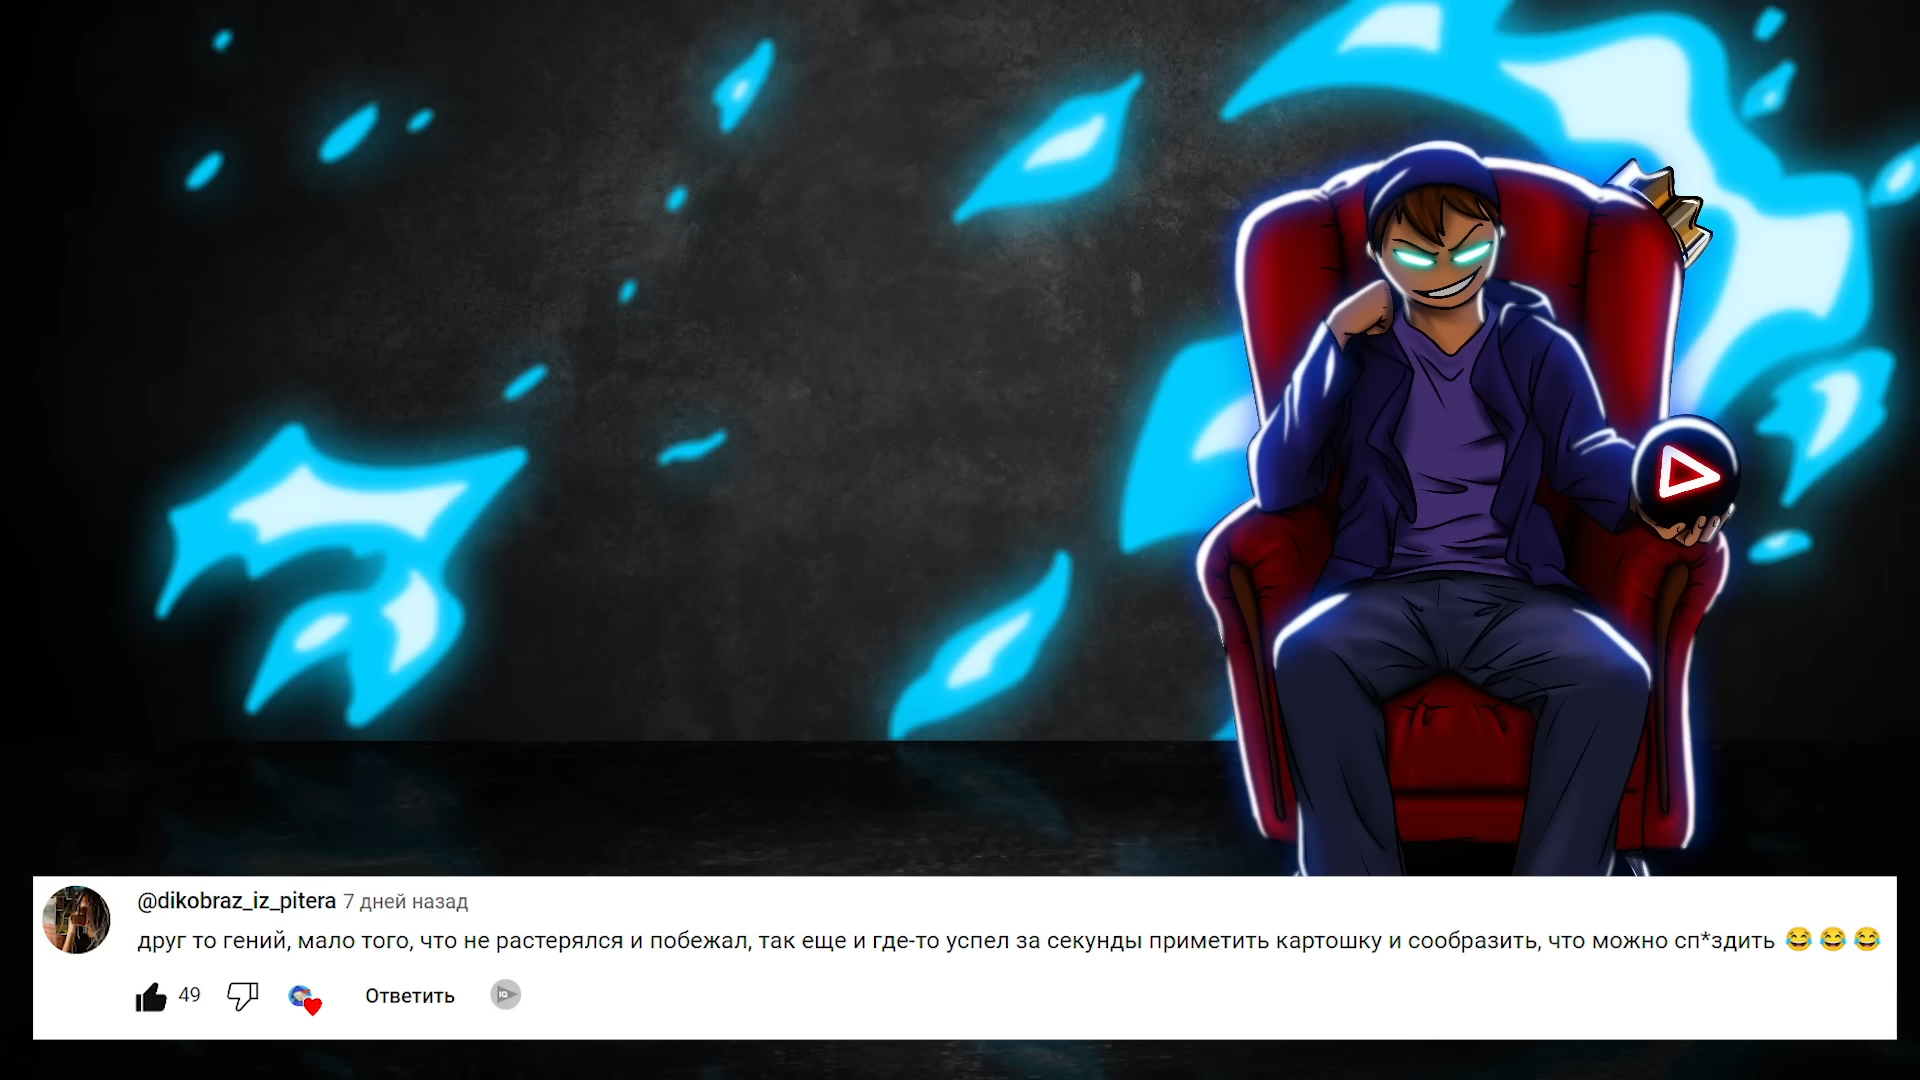 @dikobraz_iz_pitera 7 дней назад
друг то гений, мало того, что не растерялся и побежал, так еще и где-то успел за секунды приметить картошку и сообразить, что можно сп*здить 😂😂😂
49 Ответить IQ